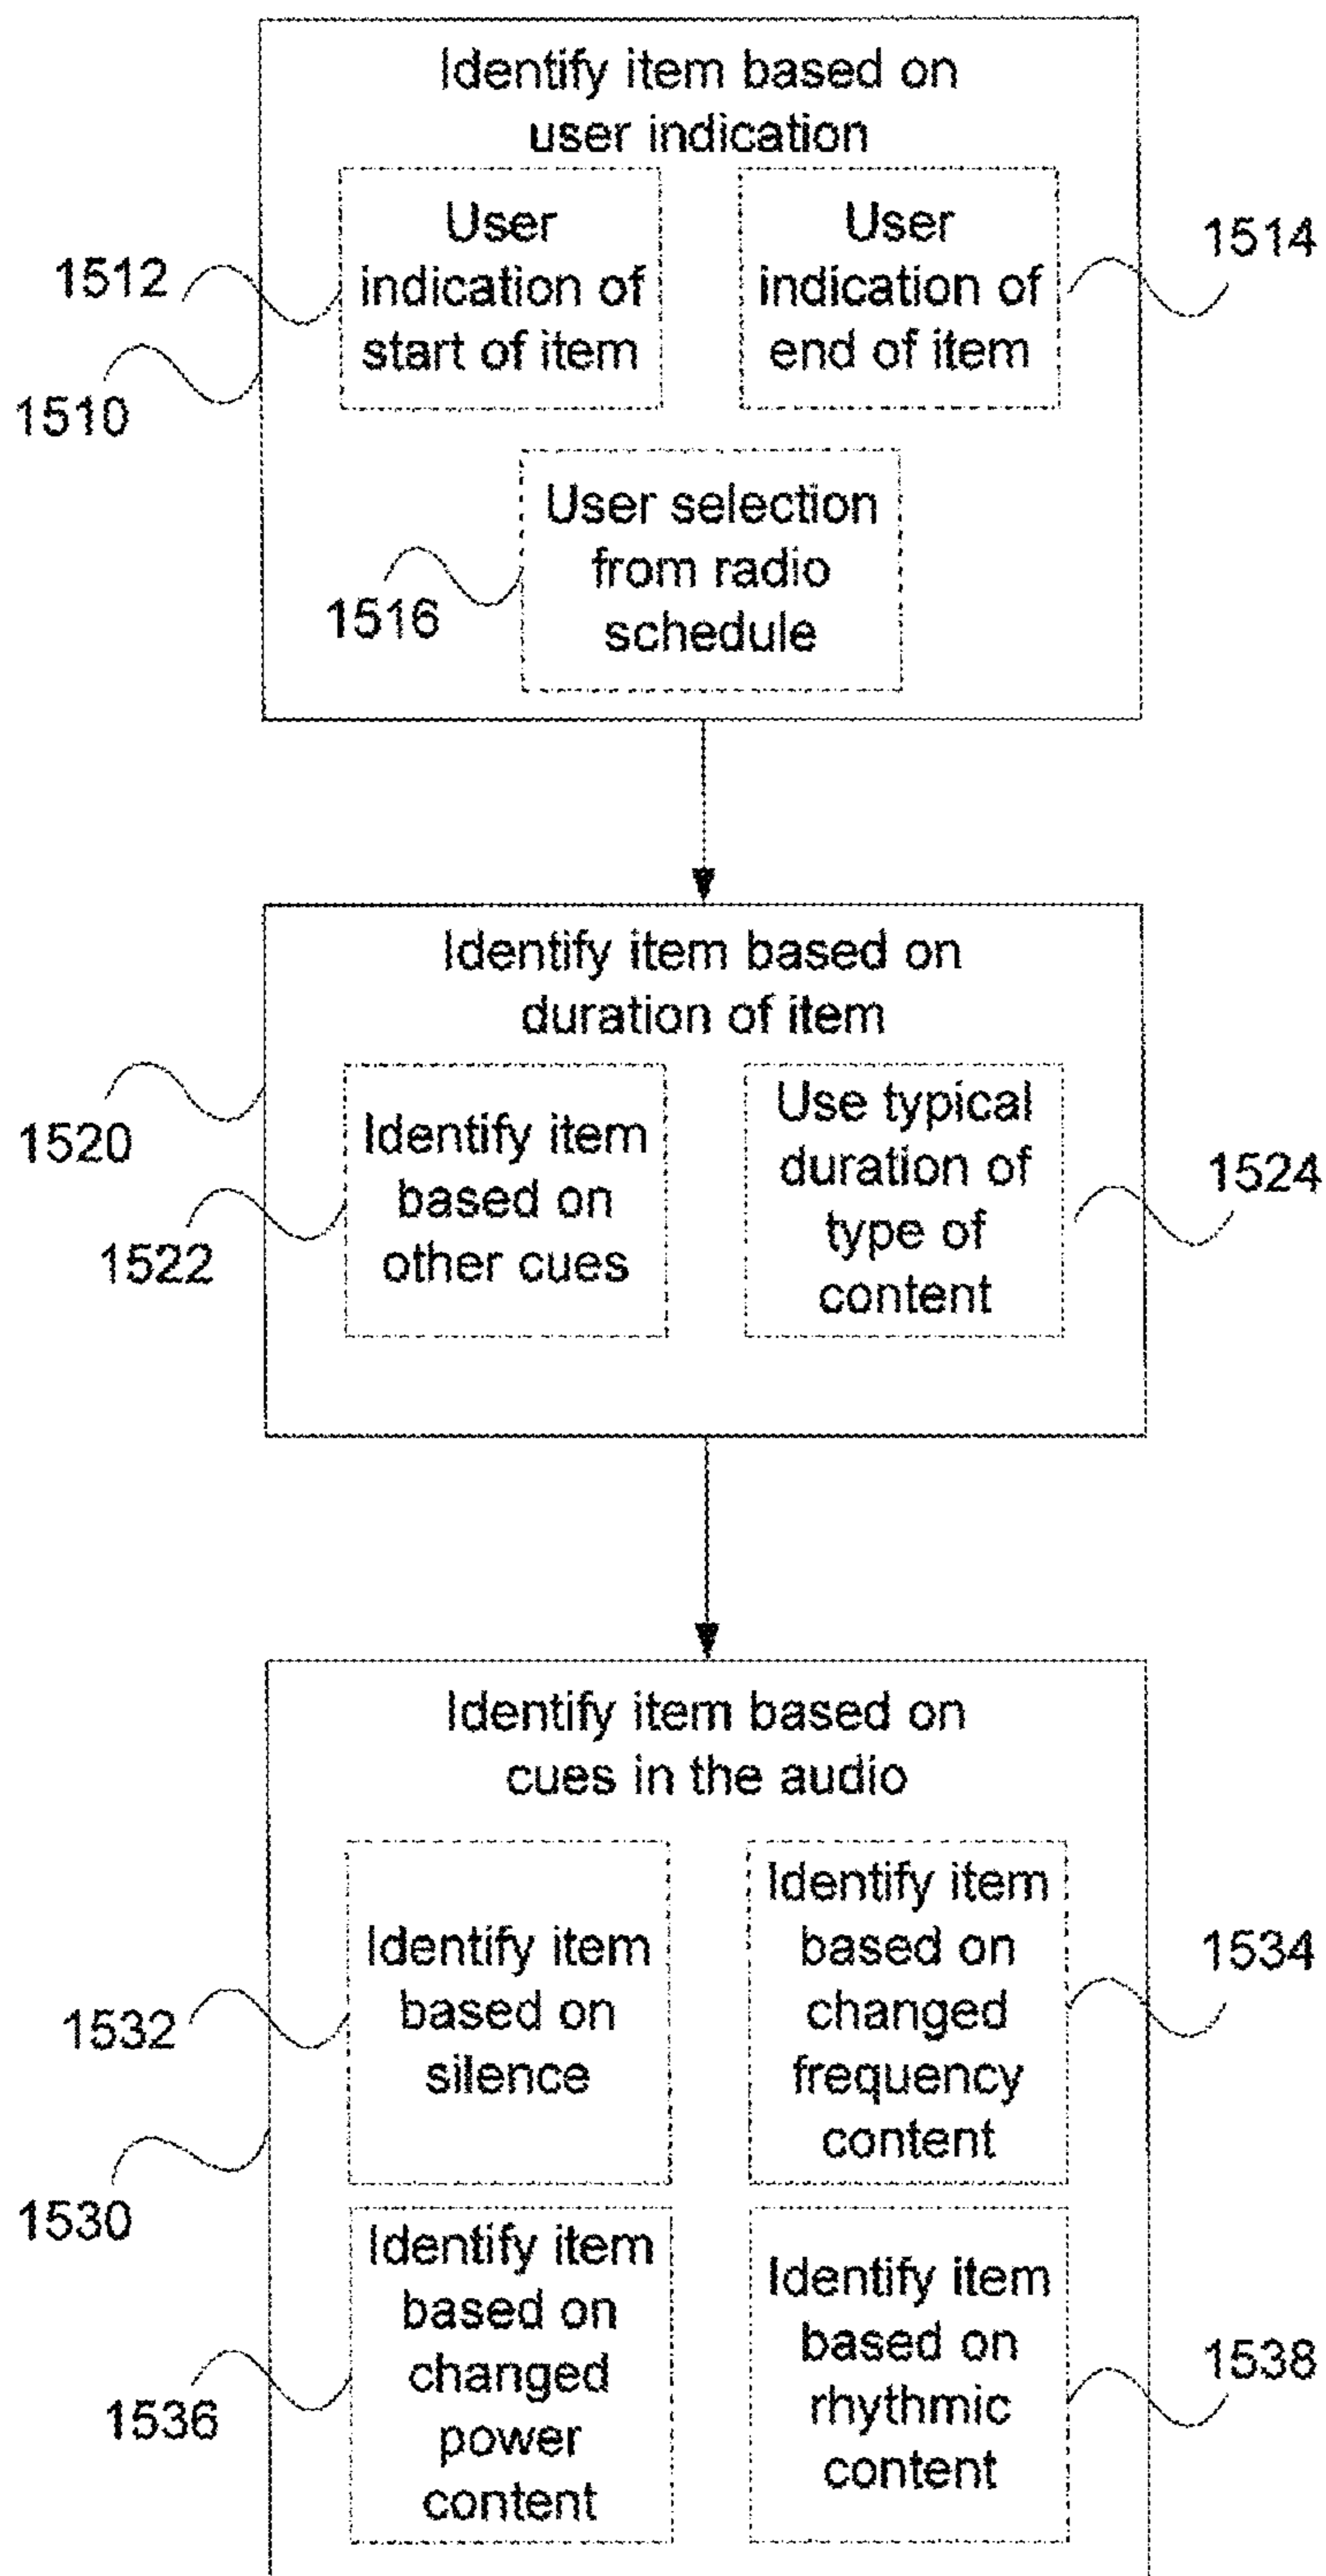 Identify item based on
user indication
User
indication of
start of item
User
indication of
end of item
1512
1514
1510
User selection
from radio
schedule
1516
Identify item based on
duration of item
Identify item
based on
other cues
Use typical
duration of
type of
content
1520
1522
1524
Identify item based on
cues in the audio
Identify item
based on
silence
Identify item
based on
changed
frequency
content
1532
1534
1530
Identify item
based on
changed
power
content
Identify item
based on
rhythmic
content
1536
1538